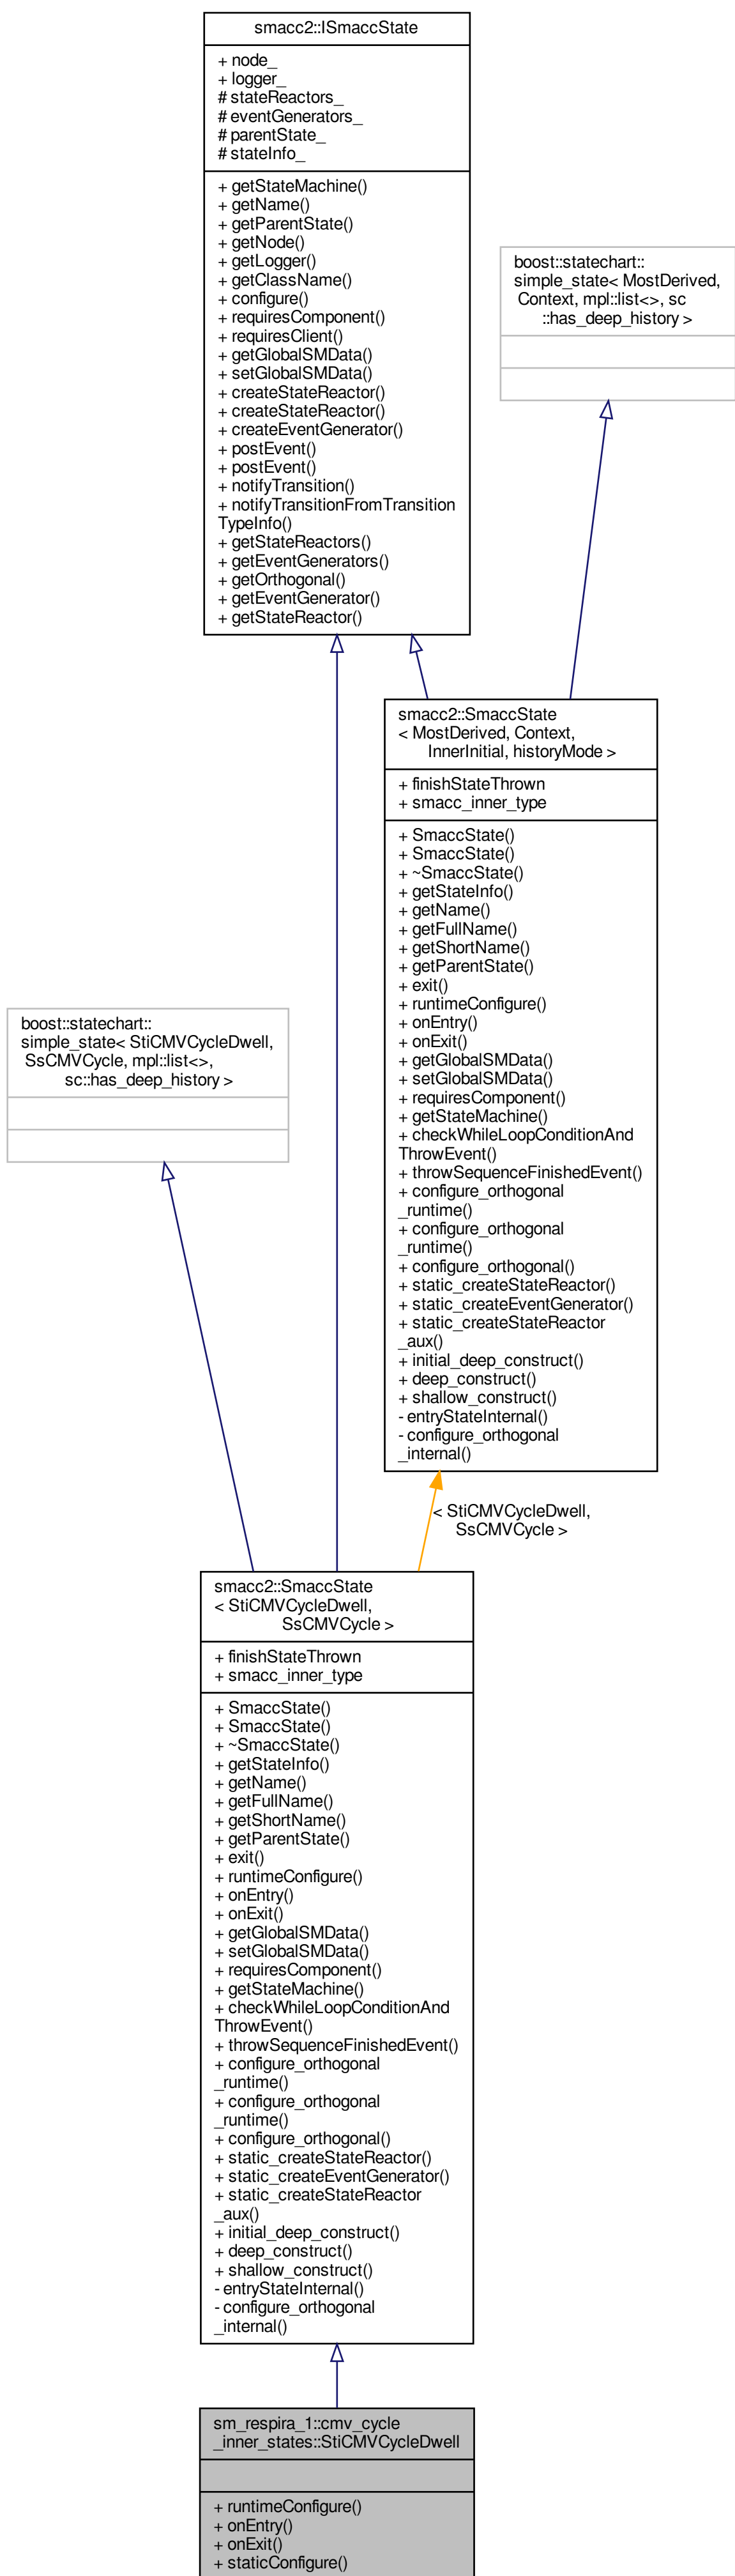 smacc2::ISmaccState
+ node_
+ logger_
# stateReactors_
# eventGenerators_
# parentState_
# stateInfo_
+ getStateMachine()
+ getName()
+ getParentState()
+ getNode()
+ getLogger()
+ getClassName()
+ configure()
+ requiresComponent()
+ requiresClient()
+ getGlobalSMData()
+ setGlobalSMData()
+ createStateReactor()
+ createStateReactor()
+ createEventGenerator()
+ postEvent()
+ postEvent()
+ notifyTransition()
+ notifyTransitionFromTransition
TypeInfo()
+ getStateReactors()
+ getEventGenerators()
+ getOrthogonal()
+ getEventGenerator()
+ getStateReactor()
boost::statechart::
simple_state< MostDerived,
Context, mpl::list<>, sc
::has_deep_history >
smacc2::SmaccState
< MostDerived, Context,
InnerInitial, historyMode >
+ finishStateThrown
+ smacc_inner_type
+ SmaccState()
+ SmaccState()
+ ~SmaccState()
+ getStateInfo()
+ getName()
+ getFullName()
+ getShortName()
+ getParentState()
+ exit()
+ runtimeConfigure()
+ onEntry()
+ onExit()
+ getGlobalSMData()
+ setGlobalSMData()
+ requiresComponent()
+ getStateMachine()
+ checkWhileLoopConditionAnd
ThrowEvent()
+ throwSequenceFinishedEvent()
+ configure_orthogonal
_runtime()
+ configure_orthogonal
_runtime()
+ configure_orthogonal()
+ static_createStateReactor()
+ static_createEventGenerator()
+ static_createStateReactor
_aux()
+ initial_deep_construct()
+ deep_construct()
+ shallow_construct()
- entryStateInternal()
- configure_orthogonal
_internal()
boost::statechart::
simple_state< StiCMVCycleDwell,
SsCMVCycle, mpl::list<>,
sc::has_deep_history >
< StiCMVCycleDwell,
SsCMVCycle >
smacc2::SmaccState
< StiCMVCycleDwell,
SsCMVCycle >
+ finishStateThrown
+ smacc_inner_type
+ SmaccState()
+ SmaccState()
+ ~SmaccState()
+ getStateInfo()
+ getName()
+ getFullName()
+ getShortName()
+ getParentState()
+ exit()
+ runtimeConfigure()
+ onEntry()
+ onExit()
+ getGlobalSMData()
+ setGlobalSMData()
+ requiresComponent()
+ getStateMachine()
+ checkWhileLoopConditionAnd
ThrowEvent()
+ throwSequenceFinishedEvent()
+ configure_orthogonal
_runtime()
+ configure_orthogonal
_runtime()
+ configure_orthogonal()
+ static_createStateReactor()
+ static_createEventGenerator()
+ static_createStateReactor
_aux()
+ initial_deep_construct()
+ deep_construct()
+ shallow_construct()
- entryStateInternal()
- configure_orthogonal
_internal()
sm_respira_1::cmv_cycle
_inner_states::StiCMVCycleDwell
+ runtimeConfigure()
+ onEntry()
+ onExit()
+ staticConfigure()